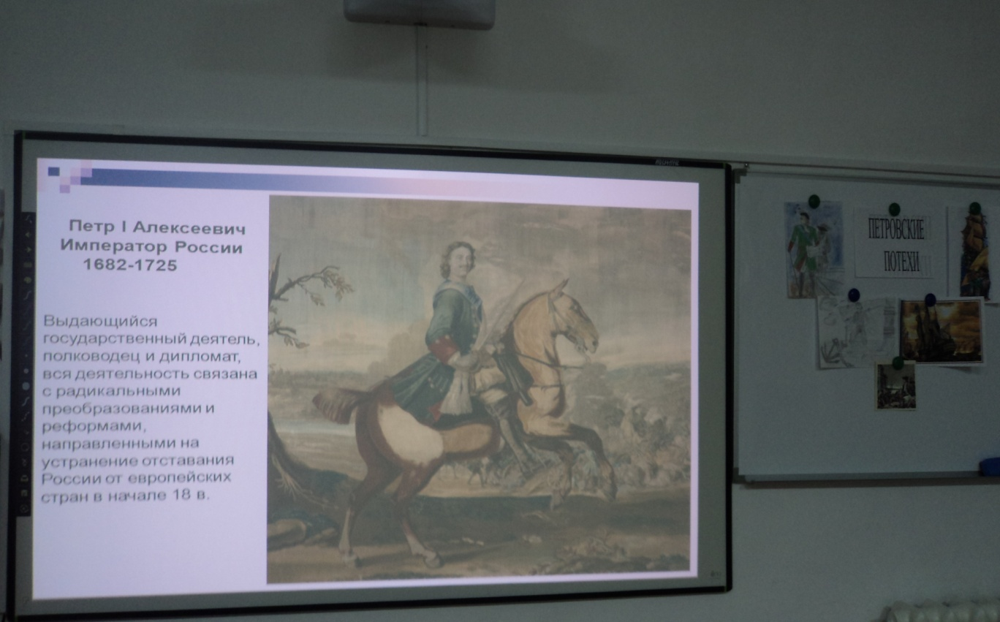 Петр I Алексеевич
Император России
1682-1725
Выдающийся
государственный деятель,
полководец и дипломат,
вся деятельность связана
с радикальными
преобразованиями и
реформами,
направленными на
устранение отставания
России от европейских
стран в начале 18 в.
ПЕТРОВСКИЕ
ПОТЕХИ